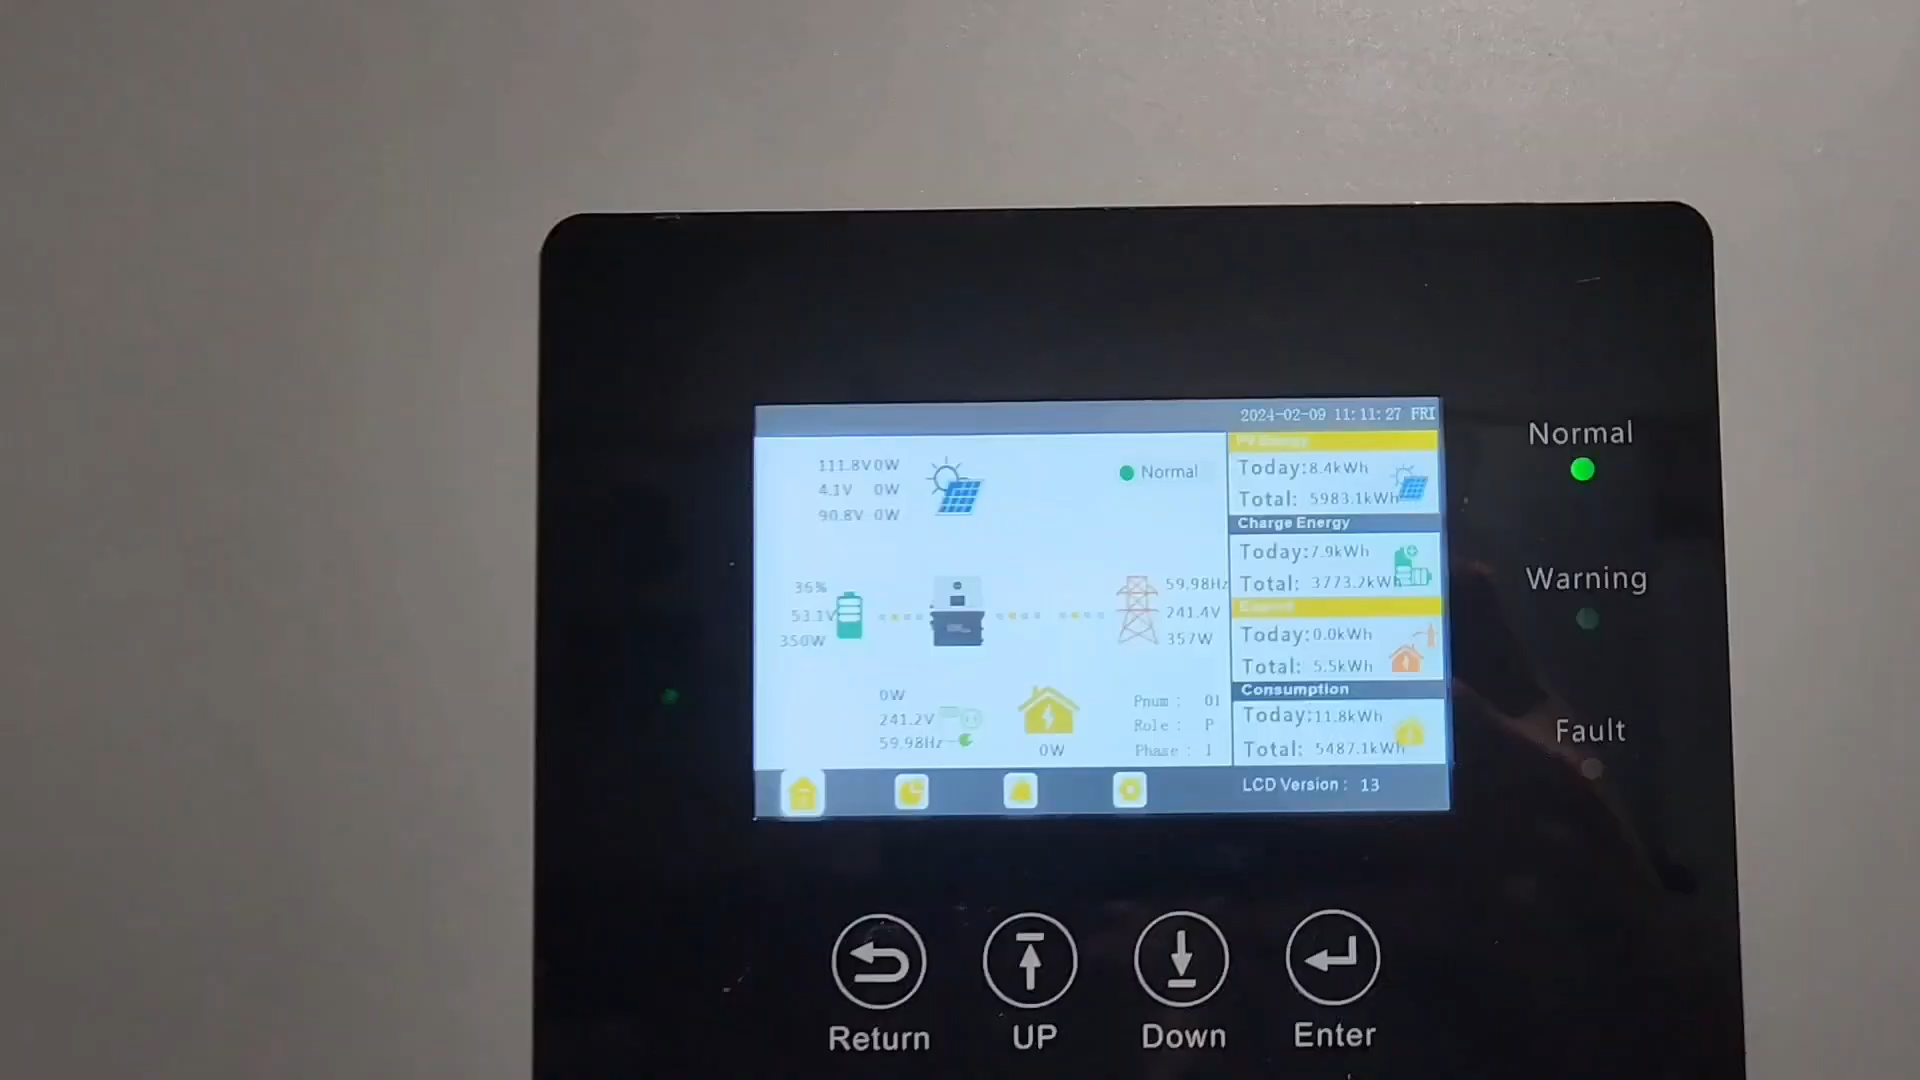 2024-02-09 11:11:27 FRI
111.8V 0W
4.1V 0W
90.8V 0W
Normal
36%
53.1V
350W
59.98Hz
241.4V
357W
0W
241.2V
59.98Hz
0W
Pnum : 01
Role : P
Phase : 1
PV Energy
Today:8.4kWh
Total: 5983.1kWh
Charge Energy
Today:7.9kWh
Total: 3773.2kWh
Today:0.0kWh
Total: 5.5kWh
Consumption
Today:11.8kWh
Total: 5487.1kWh
LCD Version : 13
Normal
Warning
Fault
Return
UP
Down
Enter